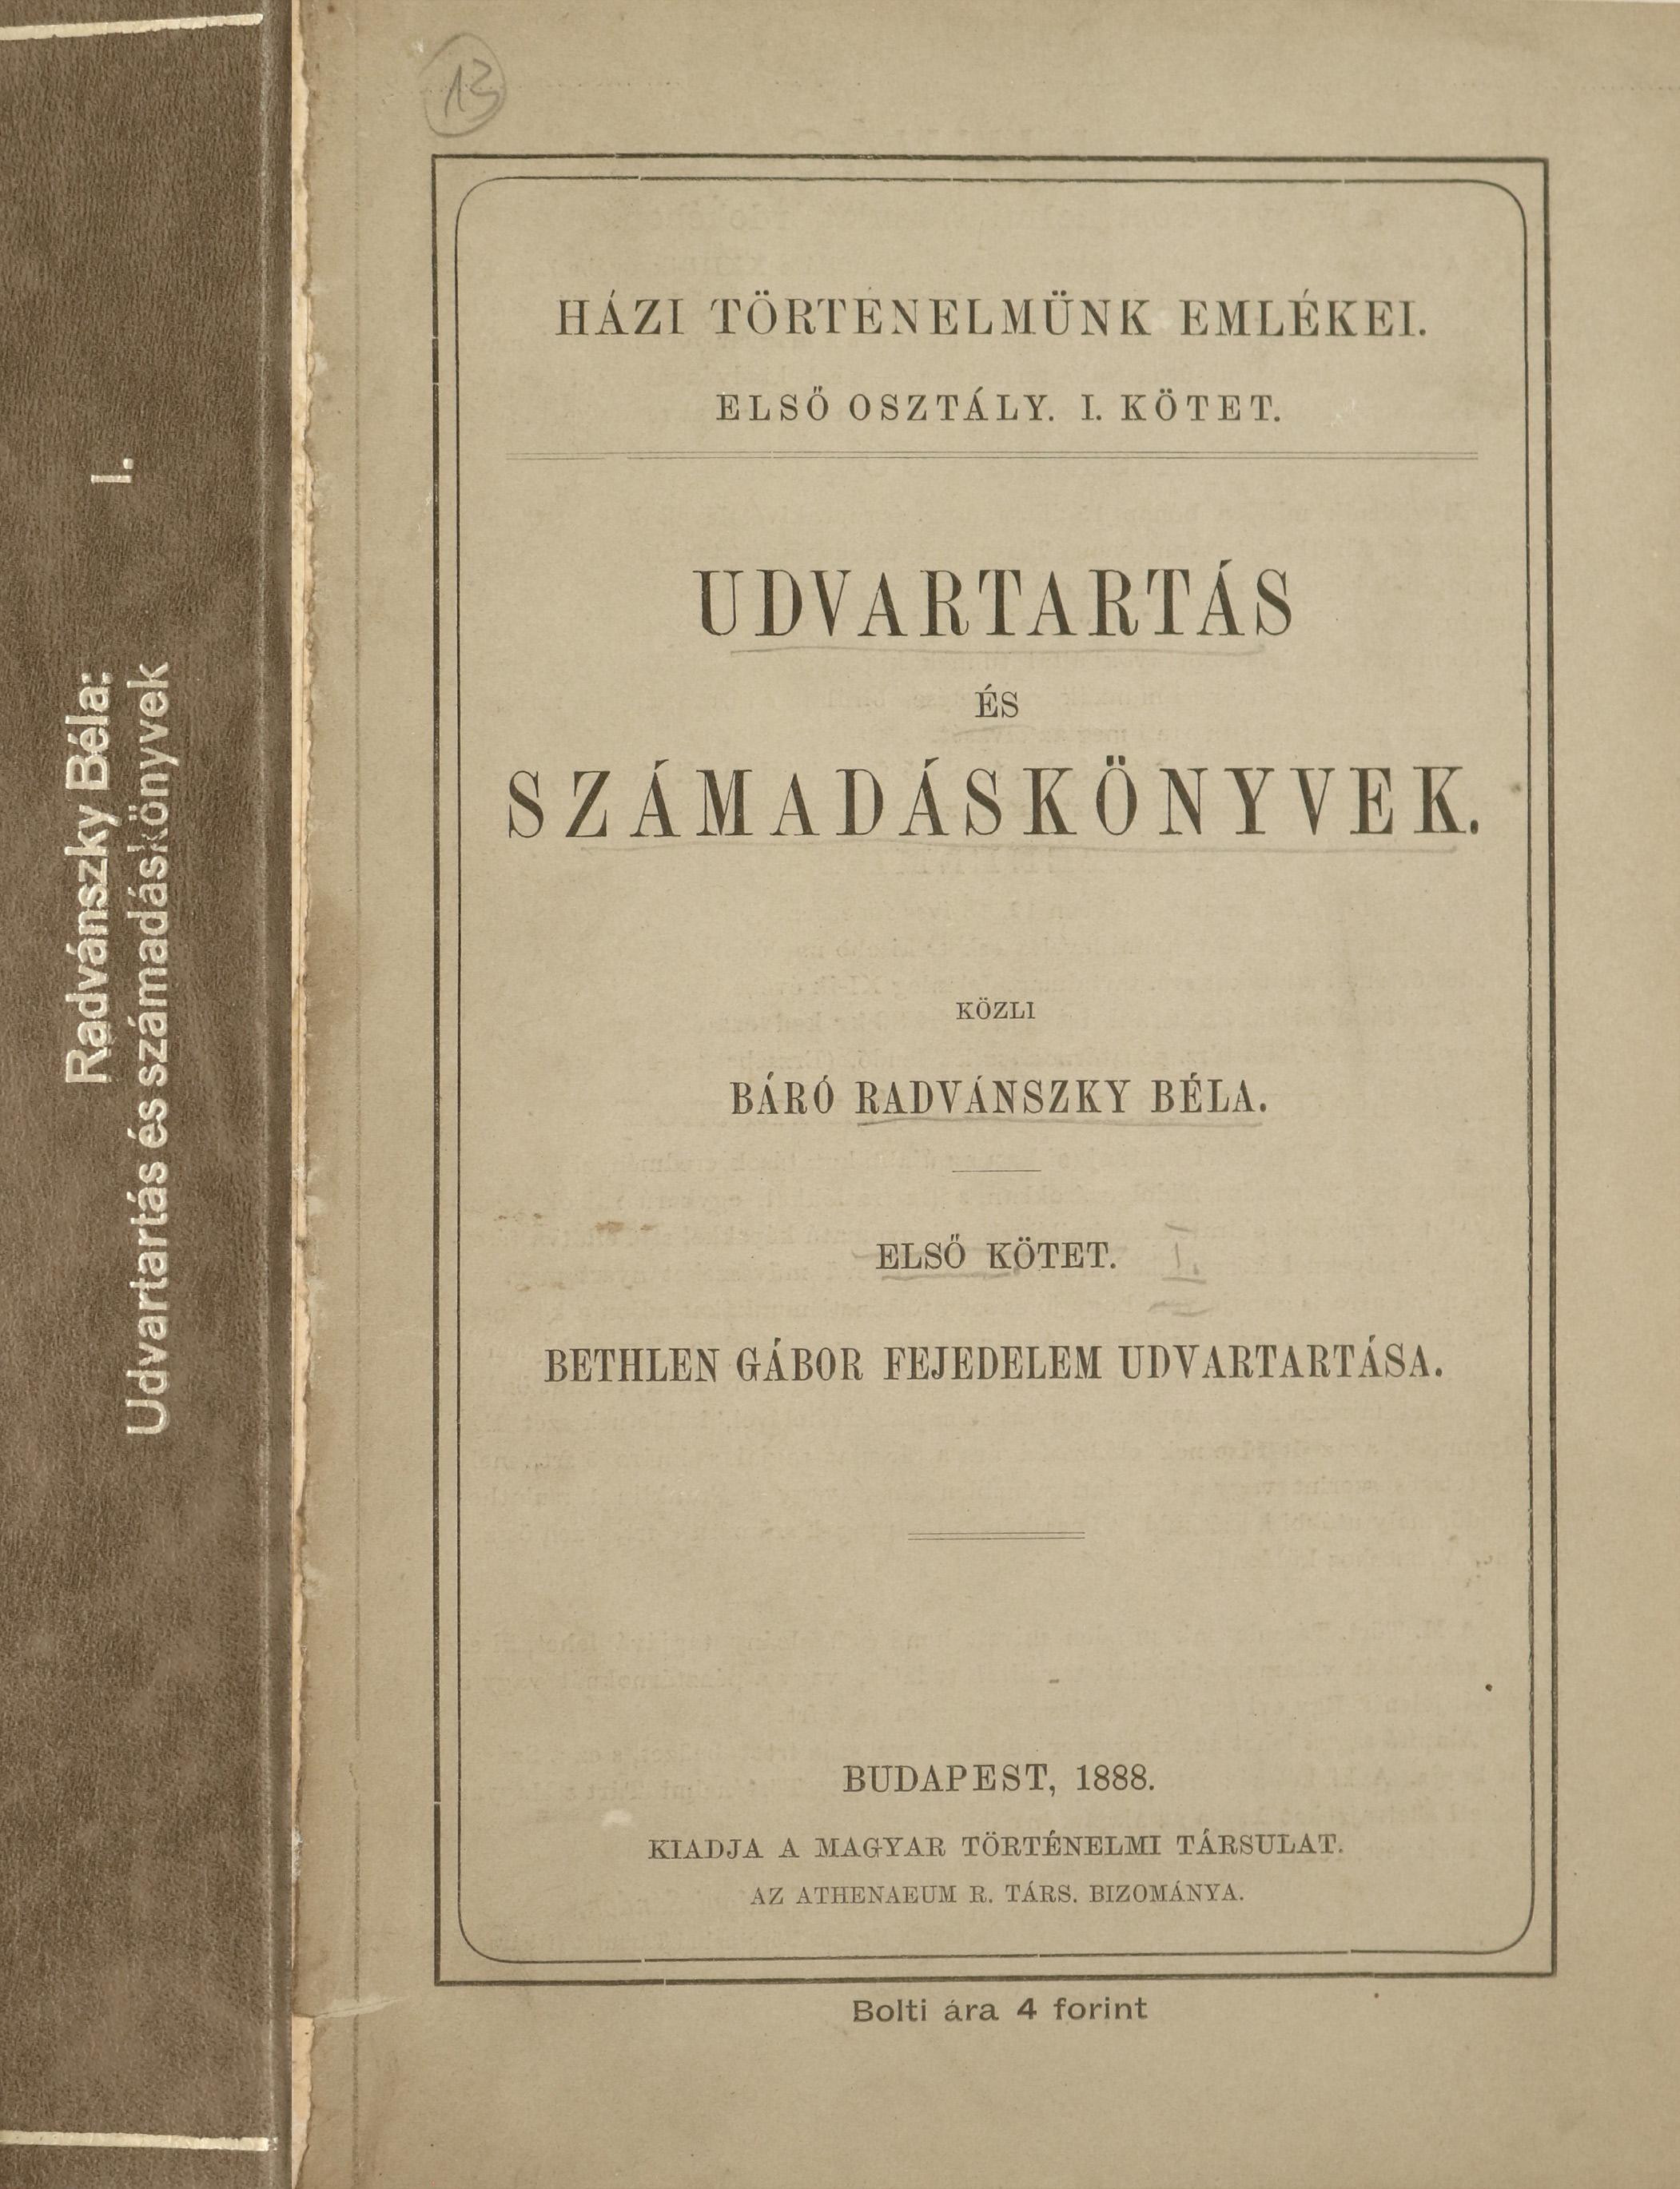 Radvánszky Béla: I.
Udvartartás és számadáskönyvek
13
HÁZI TÖRTENELMÜNK EMLÉKEI.
ELSŐ OSZTÁLY. I. KÖTET.
UDVARTARTÁS
ÉS
SZÁMADÁSKÖNYVEK.
KÖZLI
BÁRÓ RADVÁNSZKY BÉLA.
ELSŐ KÖTET. I.
BETHLEN GÁBOR FEJEDELEM UDVARTARTÁSA.
BUDAPEST, 1888.
KIADJA A MAGYAR TÖRTÉNELMI TÁRSULAT.
AZ ATHENAEUM R. TÁRS. BIZOMÁNYA.
Bolti ára 4 forint